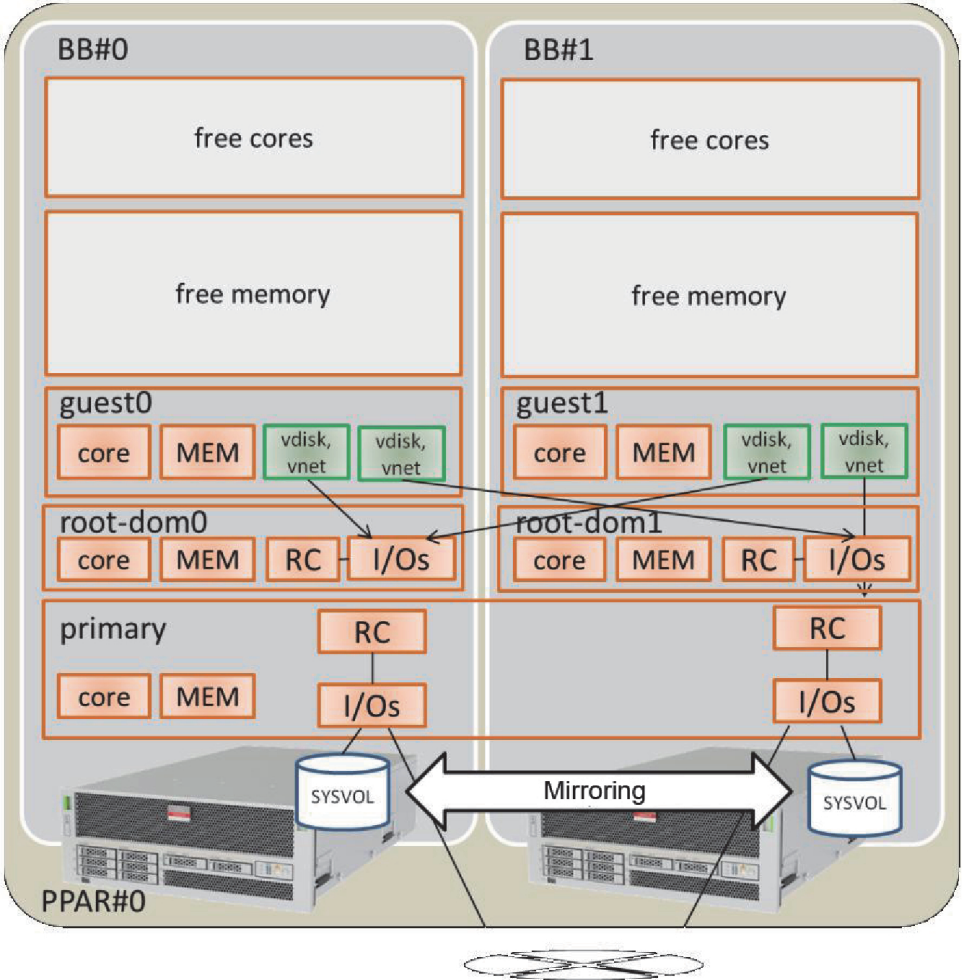 BB#0
BB#1
free cores
free cores
free memory
free memory
guest0
guest1
core
MEM
vdisk,
vnet
vdisk,
vnet
core
MEM
vdisk,
vnet
vdisk,
vnet
root-dom0
root-dom1
core
MEM
RC
I/Os
core
MEM
RC
I/Os
primary
RC
RC
core
MEM
I/Os
I/Os
SYSVOL
Mirroring
SYSVOL
PPAR#0